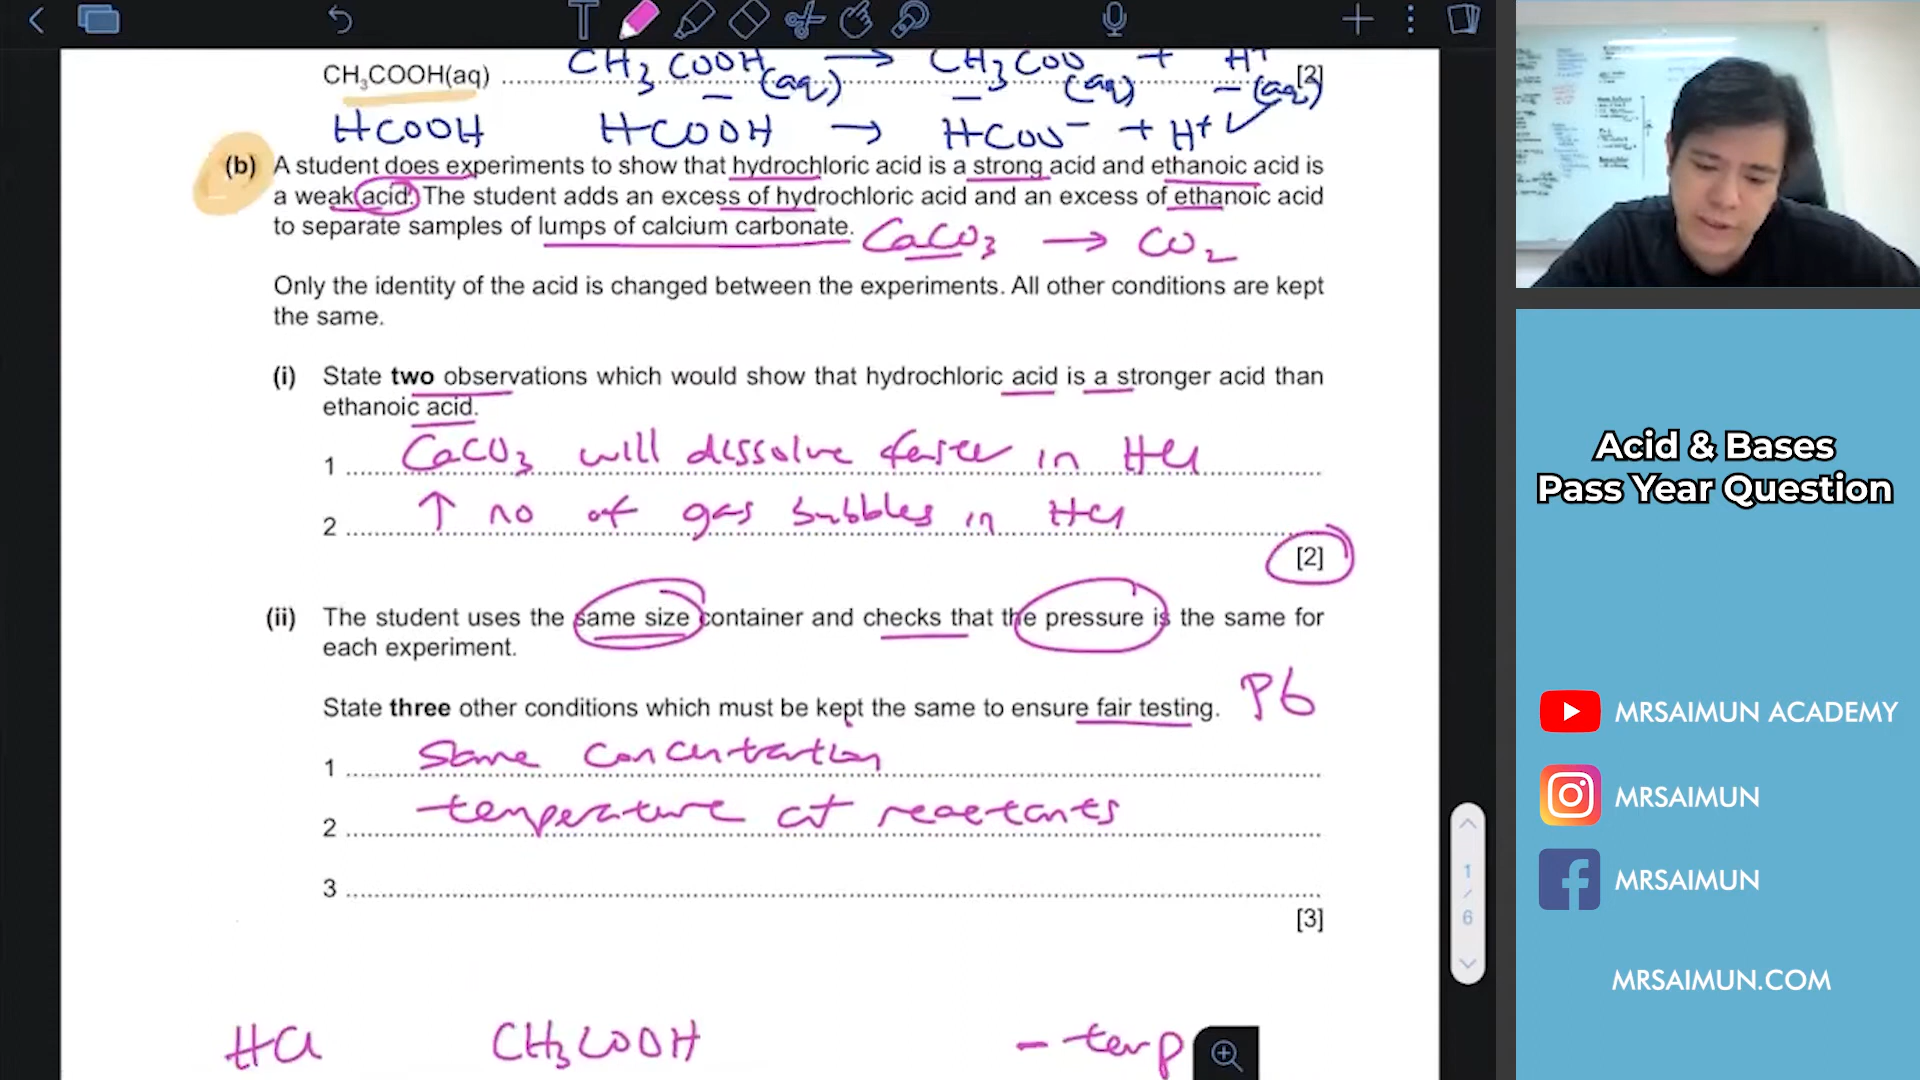 CH3COOH(aq) CH3COOH(aq) → CH3COO-(aq) + H+(aq) [2]
HCOOH HCOOH → HCOO⁻ + H+
(b) A student does experiments to show that hydrochloric acid is a strong acid and ethanoic acid is
a weak acid. The student adds an excess of hydrochloric acid and an excess of ethanoic acid
to separate samples of lumps of calcium carbonate. CaCO3 → CO2
Only the identity of the acid is changed between the experiments. All other conditions are kept
the same.
(i) State two observations which would show that hydrochloric acid is a stronger acid than
ethanoic acid.
1 CaCO3 will dissolve faster in HCl
2 ↑ no of gas bubbles in HCl
[2]
(ii) The student uses the same size container and checks that the pressure is the same for
each experiment.
State three other conditions which must be kept the same to ensure fair testing. P6
1 Same concentration
2 temperature of reactants
3
[3]
HCl CH3COOH - temp
1
/
6
Acid & Bases
Pass Year Question
MRSAIMUN ACADEMY
MRSAIMUN
MRSAIMUN
MRSAIMUN.COM